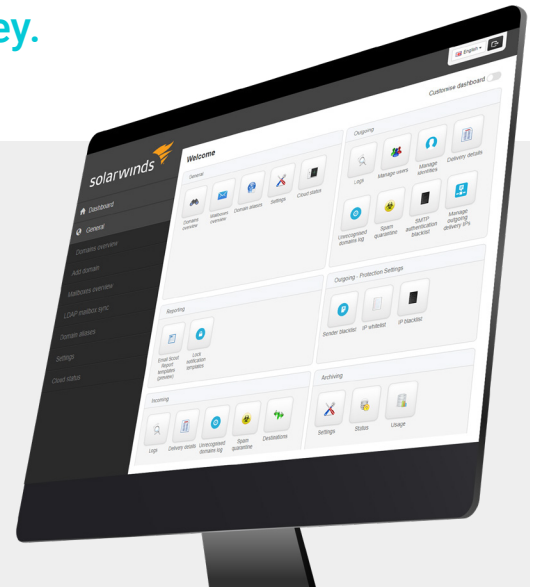 ey.
English
Customise dashboard
solarwinds
Dashboard
General
Domains overview
Add domain
Mailboxes overview
LDAP mailbox sync
Domain aliases
Settings
Cloud status
Welcome
General
Domains
overview
Mailboxes
overview
Domain aliases
Settings
Cloud status
Reporting
Email Scout
Report
templates
(preview)
Lock
notification
templates
Incoming
Logs
Delivery details
Unrecognised
domains log
Spam
quarantine
Destinations
Outgoing
Logs
Manage users
Manage
identities
Delivery details
Unrecognised
domains log
Spam
quarantine
SMTP
authentication
blacklist
Manage
outgoing
delivery IPs
Outgoing - Protection Settings
Sender blacklist
IP whitelist
IP blacklist
Archiving
Settings
Status
Usage